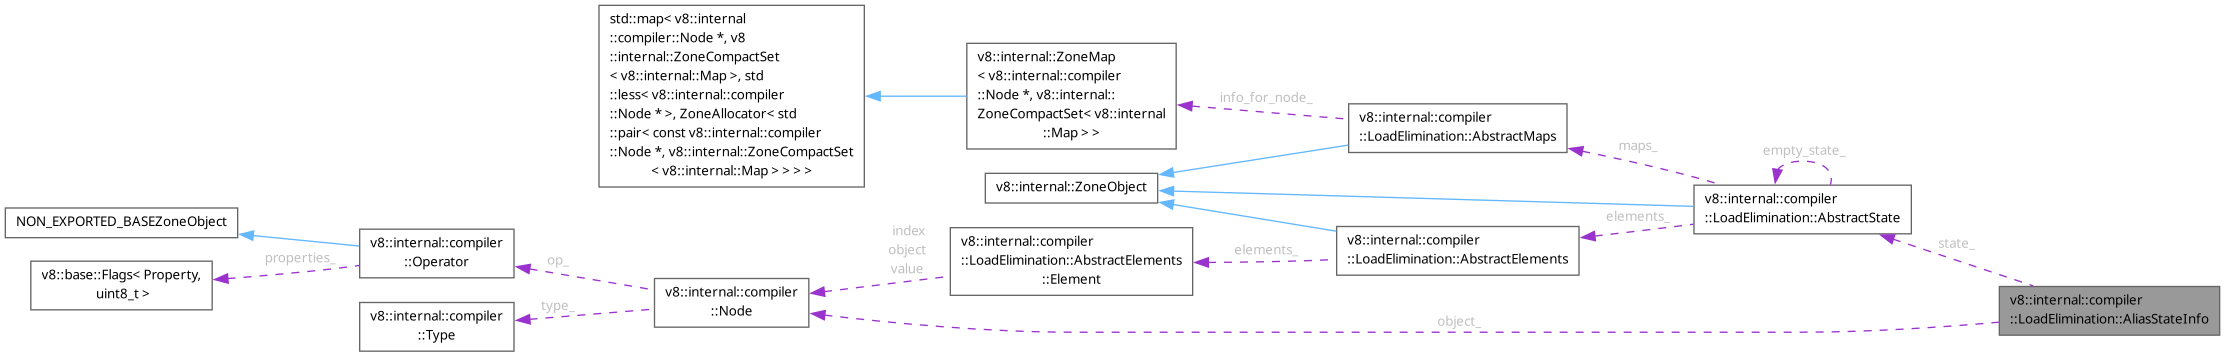 std::map< v8::internal
::compiler::Node *, v8
::internal::ZoneCompactSet
< v8::internal::Map >, std
::less< v8::internal::compiler
::Node * >, ZoneAllocator< std
::pair< const v8::internal::compiler
::Node *, v8::internal::ZoneCompactSet
< v8::internal::Map > > > >
v8::internal::ZoneMap
< v8::internal::compiler
::Node *, v8::internal::
ZoneCompactSet< v8::internal
::Map > >
info_for_node_
v8::internal::compiler
::LoadElimination::AbstractMaps
maps_
empty_state_
v8::internal::ZoneObject
v8::internal::compiler
::LoadElimination::AbstractState
elements_
state_
NON_EXPORTED_BASEZoneObject
v8::internal::compiler
::Operator
properties_
v8::base::Flags< Property,
uint8_t >
op_
type_
v8::internal::compiler
::Type
v8::internal::compiler
::Node
index
object
value
v8::internal::compiler
::LoadElimination::AbstractElements
::Element
elements_
v8::internal::compiler
::LoadElimination::AbstractElements
object_
v8::internal::compiler
::LoadElimination::AliasStateInfo